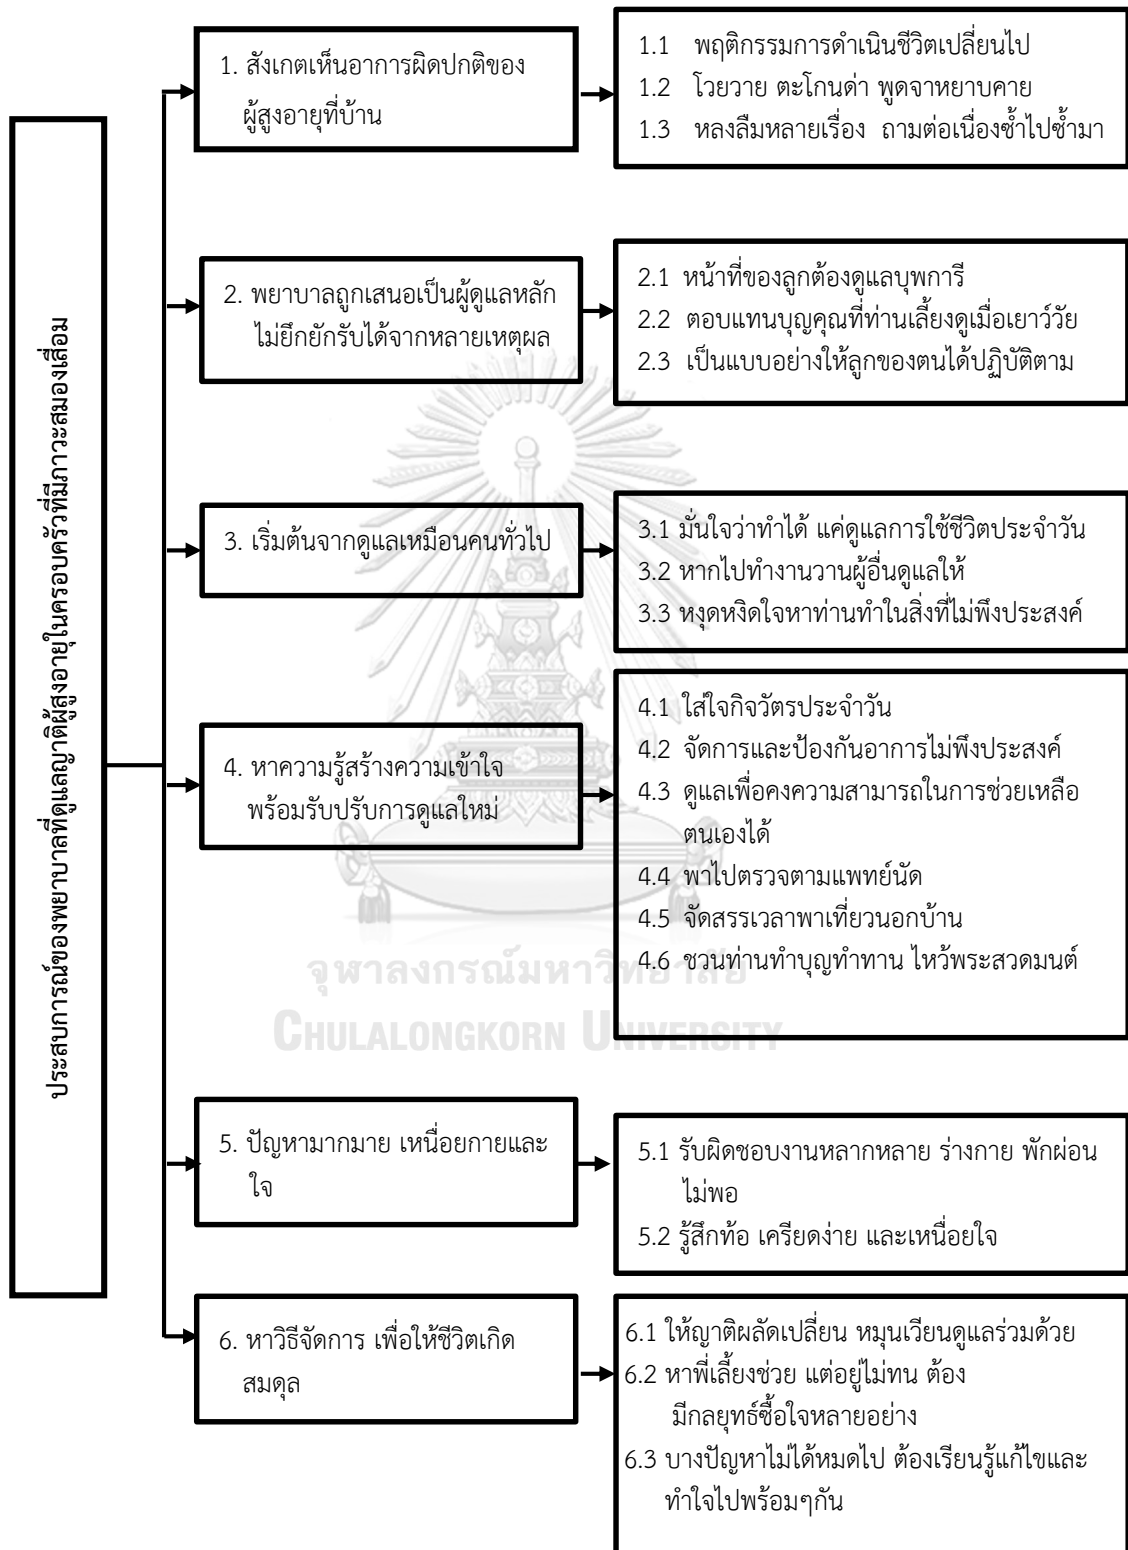 ประสบการณ์ของพยาบาลที่ดูแลญาติผู้สูงอายุในครอบครัวที่มีภาวะสมองเสื่อม
1. สังเกตเห็นอาการผิดปกติของ
ผู้สูงอายุที่บ้าน
1.1 พฤติกรรมการดำเนินชีวิตเปลี่ยนไป
1.2 โวยวาย ตะโกนด่า พูดจาหยาบคาย
1.3 หลงลืมหลายเรื่อง ถามต่อเนื่องซ้ำไปซ้ำมา
2. พยาบาลถูกเสนอเป็นผู้ดูแลหลัก
ไม่ยึกยักรับได้จากหลายเหตุผล
2.1 หน้าที่ของลูกต้องดูแลบุพการี
2.2 ตอบแทนบุญคุณที่ท่านเลี้ยงดูเมื่อเยาว์วัย
2.3 เป็นแบบอย่างให้ลูกของตนได้ปฏิบัติตาม
3. เริ่มต้นจากดูแลเหมือนคนทั่วไป
3.1 มั่นใจว่าทำได้ แค่ดูแลการใช้ชีวิตประจำวัน
3.2 หากไปทำงานวานผู้อื่นดูแลให้
3.3 หงุดหงิดใจหาท่านทำในสิ่งที่ไม่พึงประสงค์
4. หาความรู้สร้างความเข้าใจ
พร้อมรับปรับการดูแลใหม่
4.1 ใส่ใจกิจวัตรประจำวัน
4.2 จัดการและป้องกันอาการไม่พึงประสงค์
4.3 ดูแลเพื่อคงความสามารถในการช่วยเหลือ
ตนเองได้
4.4 พาไปตรวจตามแพทย์นัด
4.5 จัดสรรเวลาพาเที่ยวนอกบ้าน
4.6 ชวนท่านทำบุญทำทาน ไหว้พระสวดมนต์
จุฬาลงกรณ์มหาวิทยาลัย
CHULALONGKORN UNIVERSITY
5. ปัญหามากมาย เหนื่อยกายและ
ใจ
5.1 รับผิดชอบงานหลากหลาย ร่างกาย พักผ่อน
ไม่พอ
5.2 รู้สึกท้อ เครียดง่าย และเหนื่อยใจ
6. หาวิธีจัดการ เพื่อให้ชีวิตเกิด
สมดุล
6.1 ให้ญาติผลัดเปลี่ยน หมุนเวียนดูแลร่วมด้วย
6.2 หาพี่เลี้ยงช่วย แต่อยู่ไม่ทน ต้อง
มีกลยุทธ์ซื้อใจหลายอย่าง
6.3 บางปัญหาไม่ได้หมดไป ต้องเรียนรู้แก้ไขและ
ทำใจไปพร้อมๆกัน